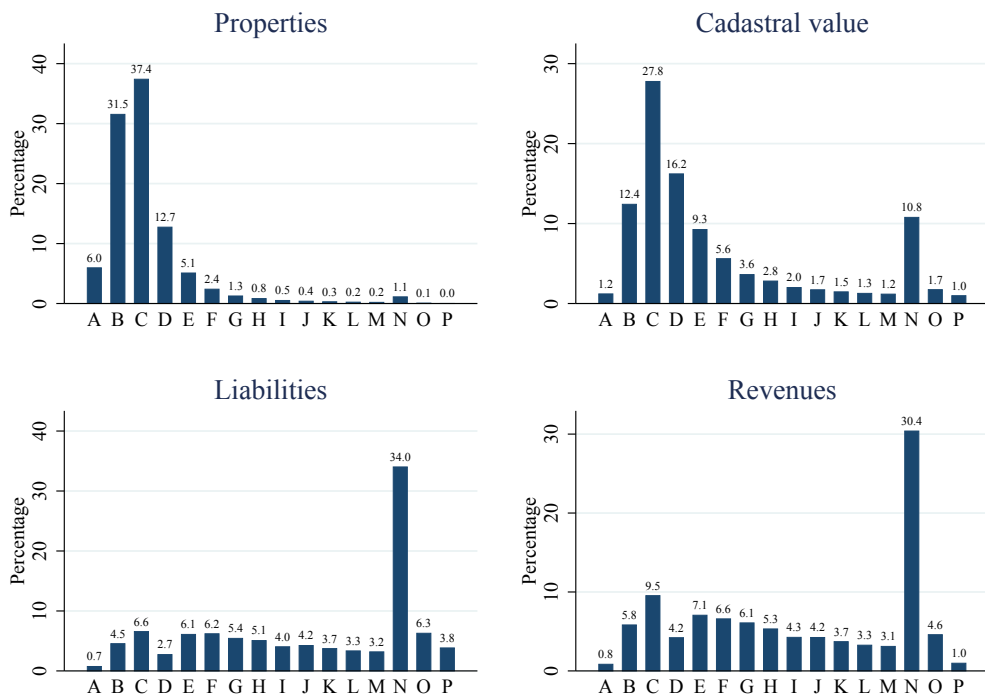 Properties
Percentage
0 10 20 30 40
6.0 31.5 37.4 12.7 5.1 2.4 1.3 0.8 0.5 0.4 0.3 0.2 0.2 1.1 0.1 0.0
A B C D E F G H I J K L M N O P
Cadastral value
Percentage
0 10 20 30
1.2 12.4 27.8 16.2 9.3 5.6 3.6 2.8 2.0 1.7 1.5 1.3 1.2 10.8 1.7 1.0
A B C D E F G H I J K L M N O P
Liabilities
Percentage
0 10 20 30 40
0.7 4.5 6.6 2.7 6.1 6.2 5.4 5.1 4.0 4.2 3.7 3.3 3.2 34.0 6.3 3.8
A B C D E F G H I J K L M N O P
Revenues
Percentage
0 10 20 30
0.8 5.8 9.5 4.2 7.1 6.6 6.1 5.3 4.3 4.2 3.7 3.3 3.1 30.4 4.6 1.0
A B C D E F G H I J K L M N O P